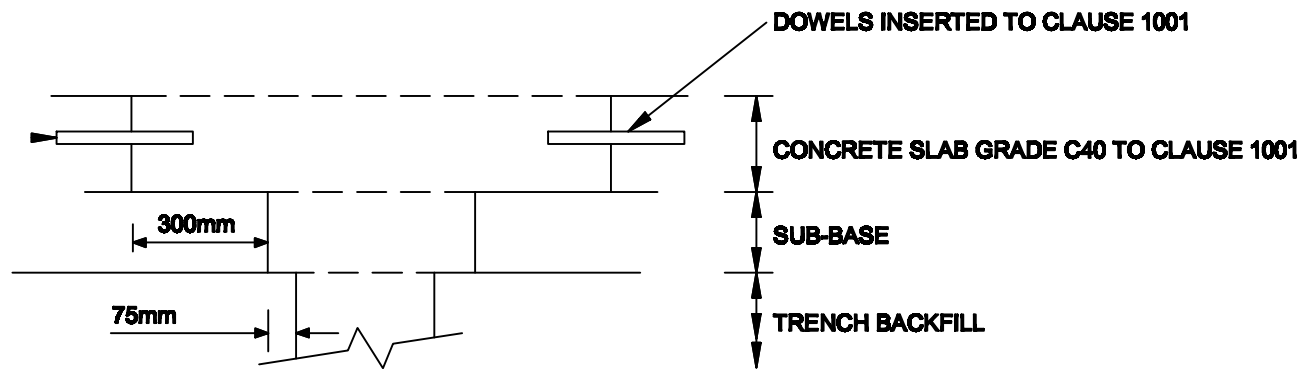 DOWELS INSERTED TO CLAUSE 1001
CONCRETE SLAB GRADE C40 TO CLAUSE 1001
300mm
SUB-BASE
75mm
TRENCH BACKFILL